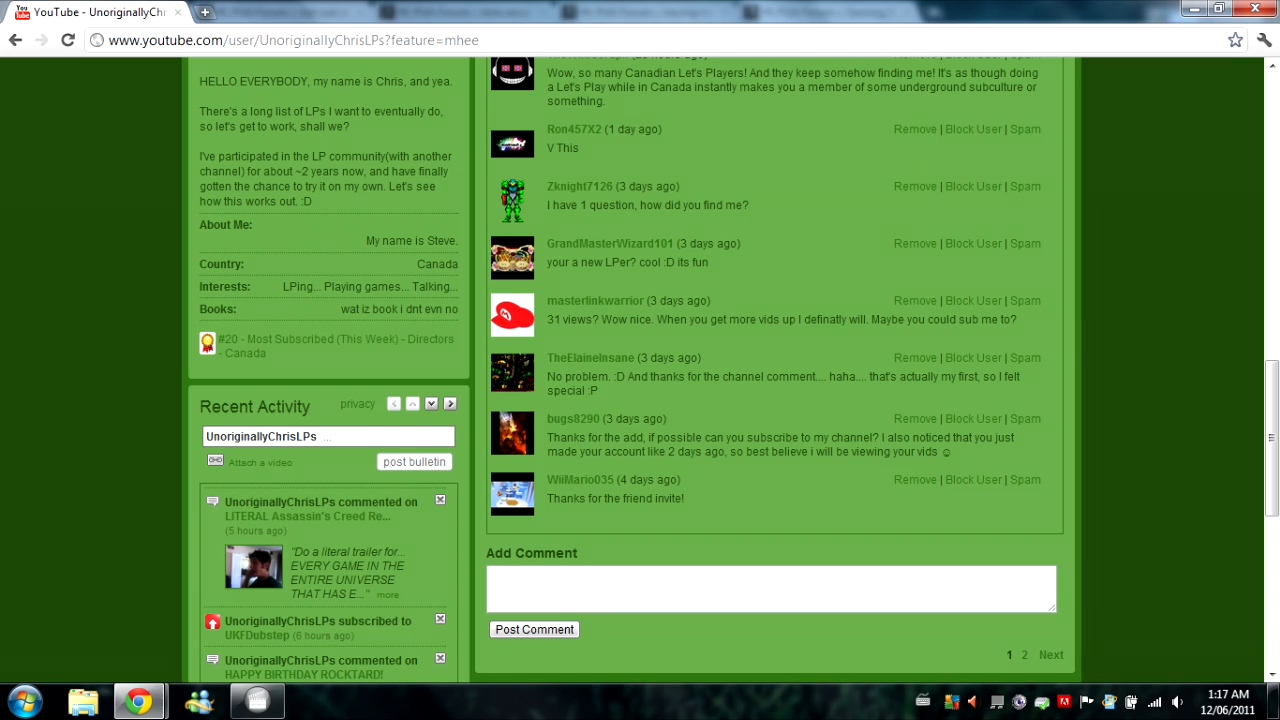 YouTube - UnoriginallyChr
www.youtube.com/user/UnoriginallyChrisLPs?feature=mhee
HELLO EVERYBODY, my name is Chris, and yea.
There's a long list of LPs I want to eventually do,
so let's get to work, shall we?
I've participated in the LP community(with another
channel) for about ~2 years now, and have finally
gotten the chance to try it on my own. Let's see
how this works out. :D
About Me:
My name is Steve.
Country: Canada
Interests: LPing... Playing games... Talking...
Books: wat iz book i dnt evn no
#20 - Most Subscribed (This Week) - Directors
- Canada
Recent Activity privacy
UnoriginallyChrisLPs ...
Attach a video post bulletin
UnoriginallyChrisLPs commented on
LITERAL Assassin's Creed Re...
(5 hours ago)
"Do a literal trailer for...
EVERY GAME IN THE
ENTIRE UNIVERSE
THAT HAS E..." more
UnoriginallyChrisLPs subscribed to
UKFDubstep (6 hours ago)
UnoriginallyChrisLPs commented on
HAPPY BIRTHDAY ROCKTARD!
Wow, so many Canadian Let's Players! And they keep somehow finding me! It's as though doing
a Let's Play while in Canada instantly makes you a member of some underground subculture or
something.
Ron457X2 (1 day ago) Remove | Block User | Spam
V This
Zknight7126 (3 days ago) Remove | Block User | Spam
I have 1 question, how did you find me?
GrandMasterWizard101 (3 days ago) Remove | Block User | Spam
your a new LPer? cool :D its fun
masterlinkwarrior (3 days ago) Remove | Block User | Spam
31 views? Wow nice. When you get more vids up I definatly will. Maybe you could sub me to?
TheElaineInsane (3 days ago) Remove | Block User | Spam
No problem. :D And thanks for the channel comment.... haha.... that's actually my first, so I felt
special :P
bugs8290 (3 days ago) Remove | Block User | Spam
Thanks for the add, if possible can you subscribe to my channel? I also noticed that you just
made your account like 2 days ago, so best believe i will be viewing your vids ☺
WiiMario035 (4 days ago) Remove | Block User | Spam
Thanks for the friend invite!
Add Comment
Post Comment
1 2 Next
1:17 AM
12/06/2011